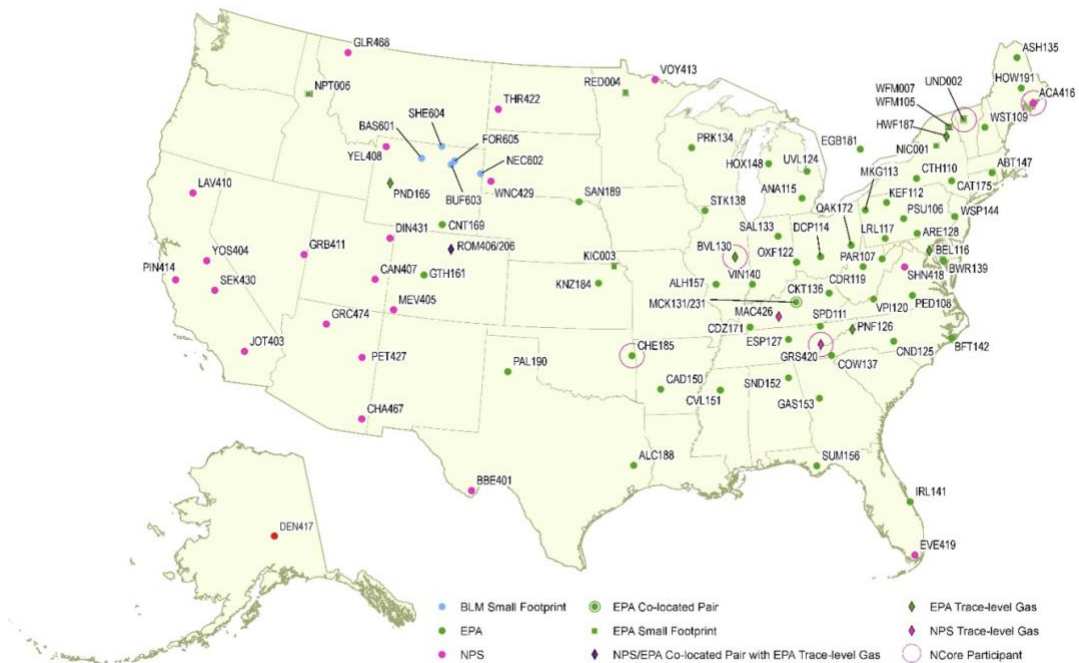 GLR468
VOY413
RED004
ASH135
HOW191
ACA416
UND002
WFM007
WFM105
HWF187
WST109
NPT006
THR422
SHE604
BAS601
FOR605
YEL408
NEC602
PRK134
EGB181
NIC001
HOX148
UVL124
ABT147
CTH110
CAT175
MKG113
LAV410
PND165
BUF603
WNC429
SAN189
ANA115
KEF112
PSU106
WSP144
STK138
QAK172
CNT169
DIN431
SAL133
DCP114
LRL117
ARE128
YOS404
GRB411
ROM406/206
BVL130
OXF122
BEL116
PIN414
SEK430
CAN407
GTH161
KIC003
PAR107
BWR139
KNZ184
ALH157
VIN140
CKT136
CDR119
SHN418
MEV405
MCK131/231
MAC426
VPI120
PED108
GRC474
CDZ171
SPD111
PNF126
JOT403
PET427
PAL190
CHE185
ESP127
GRS420
COW137
CND125
BFT142
CAD150
CVL151
SND152
GAS153
CHA467
ALC188
SUM156
BBE401
IRL141
DEN417
EVE419
BLM Small Footprint
EPA
NPS
EPA Co-located Pair
EPA Small Footprint
NPS/EPA Co-located Pair with EPA Trace-level Gas
EPA Trace-level Gas
NPS Trace-level Gas
NCore Participant